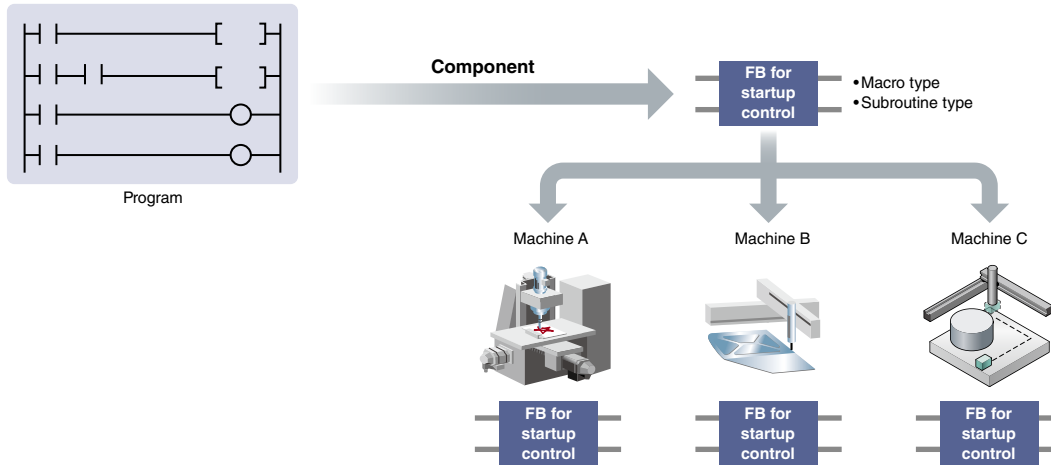 Program
Component
FB for
startup
control
•Macro type
•Subroutine type
Machine A
Machine B
Machine C
FB for
startup
control
FB for
startup
control
FB for
startup
control